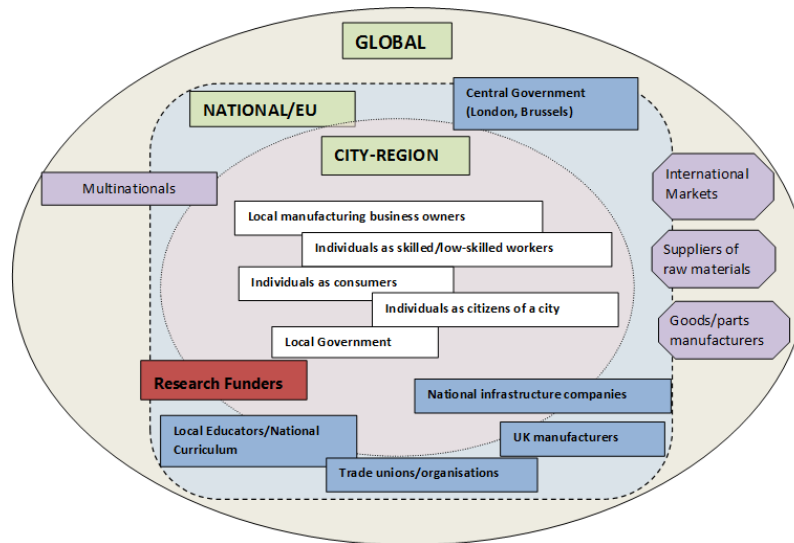 GLOBAL
Central Government
(London, Brussels)
NATIONAL/EU
CITY-REGION
Multinationals
International
Markets
Local manufacturing business owners
Individuals as skilled/low-skilled workers
Suppliers of
raw materials
Individuals as consumers
Individuals as citizens of a city
Goods/parts
manufacturers
Local Government
Research Funders
National infrastructure companies
Local Educators/National
Curriculum
UK manufacturers
Trade unions/organisations